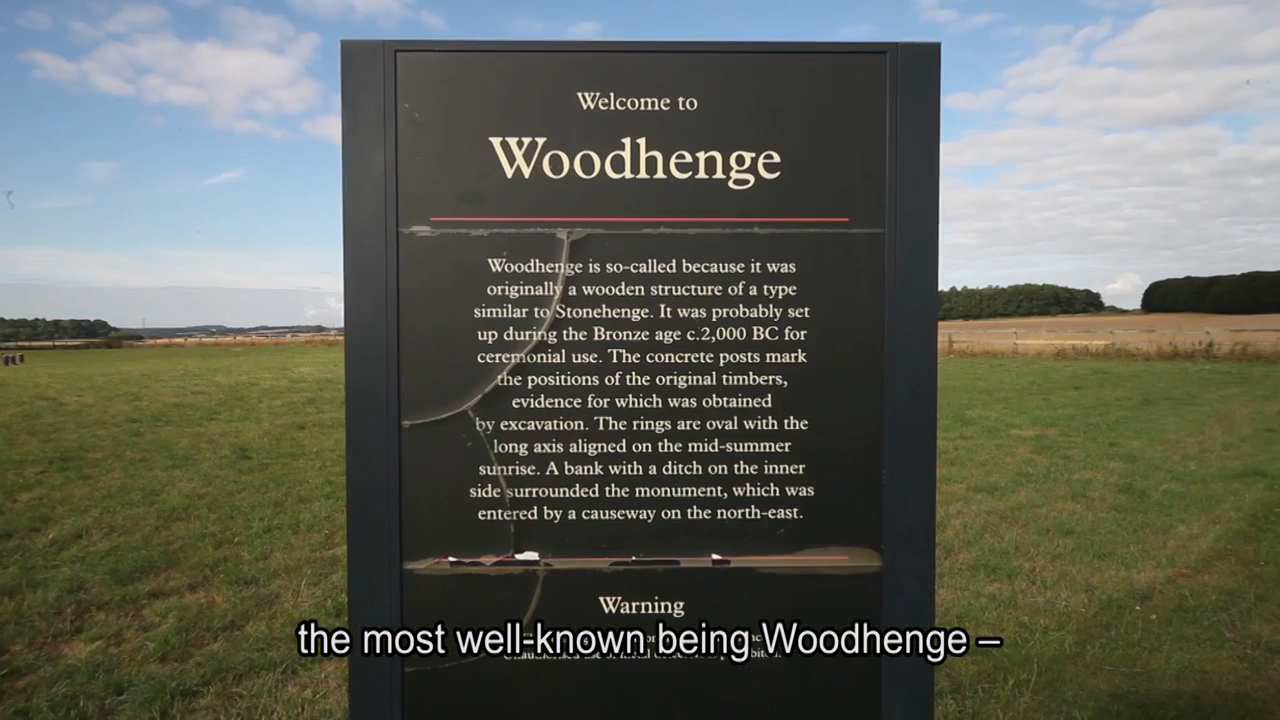 Welcome to
Woodhenge
Woodhenge is so-called because it was
originally a wooden structure of a type
similar to Stonehenge. It was probably set
up during the Bronze age c.2,000 BC for
ceremonial use. The concrete posts mark
the positions of the original timbers,
evidence for which was obtained
by excavation. The rings are oval with the
long axis aligned on the mid-summer
sunrise. A bank with a ditch on the inner
side surrounded the monument, which was
entered by a causeway on the north-east.
Warning
the most well-known being Woodhenge –